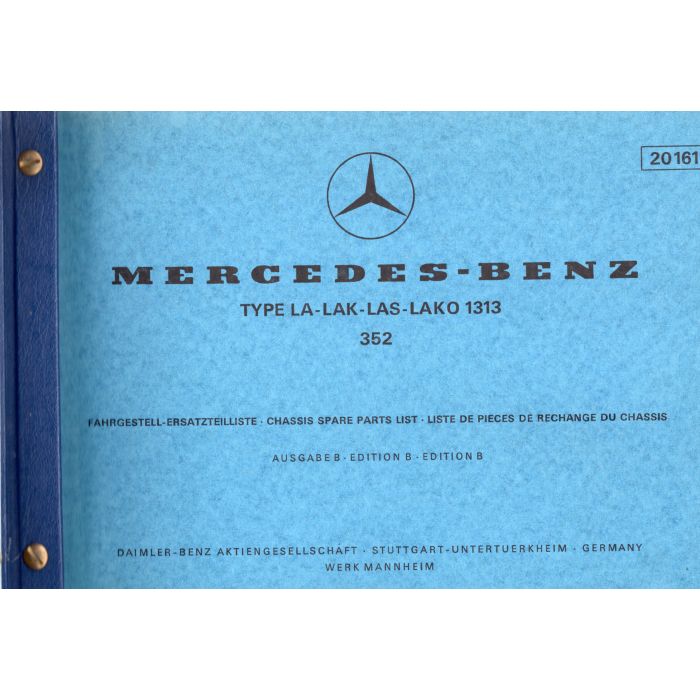 20161
MERCEDES-BENZ
TYPE LA-LAK-LAS-LAKO 1313
352
FAHRGESTELL-ERSATZTEILLISTE · CHASSIS SPARE PARTS LIST · LISTE DE PIECES DE RECHANGE DU CHASSIS
AUSGABE B · EDITION B · EDITION B
DAIMLER-BENZ AKTIENGESELLSCHAFT · STUTTGART-UNTERTUERKHEIM · GERMANY
WERK MANNHEIM